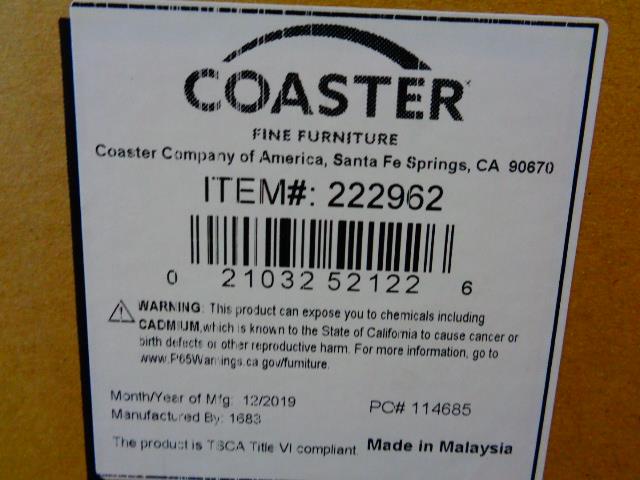 COASTER
FINE FURNITURE
Coaster Company of America, Santa Fe Springs, CA 90670
ITEM#: 222962
0 21032 52122 6
WARNING: This product can expose you to chemicals including
CADMIUM,which is known to the State of California to cause cancer or
birth defects or other reproductive harm. For more information, go to
www.P65Warnings.ca.gov/furniture.
Month/Year of Mfg: 12/2019
PC# 114685
Manufactured By: 1683
The product is TSCA Title VI compliant. Made in Malaysia